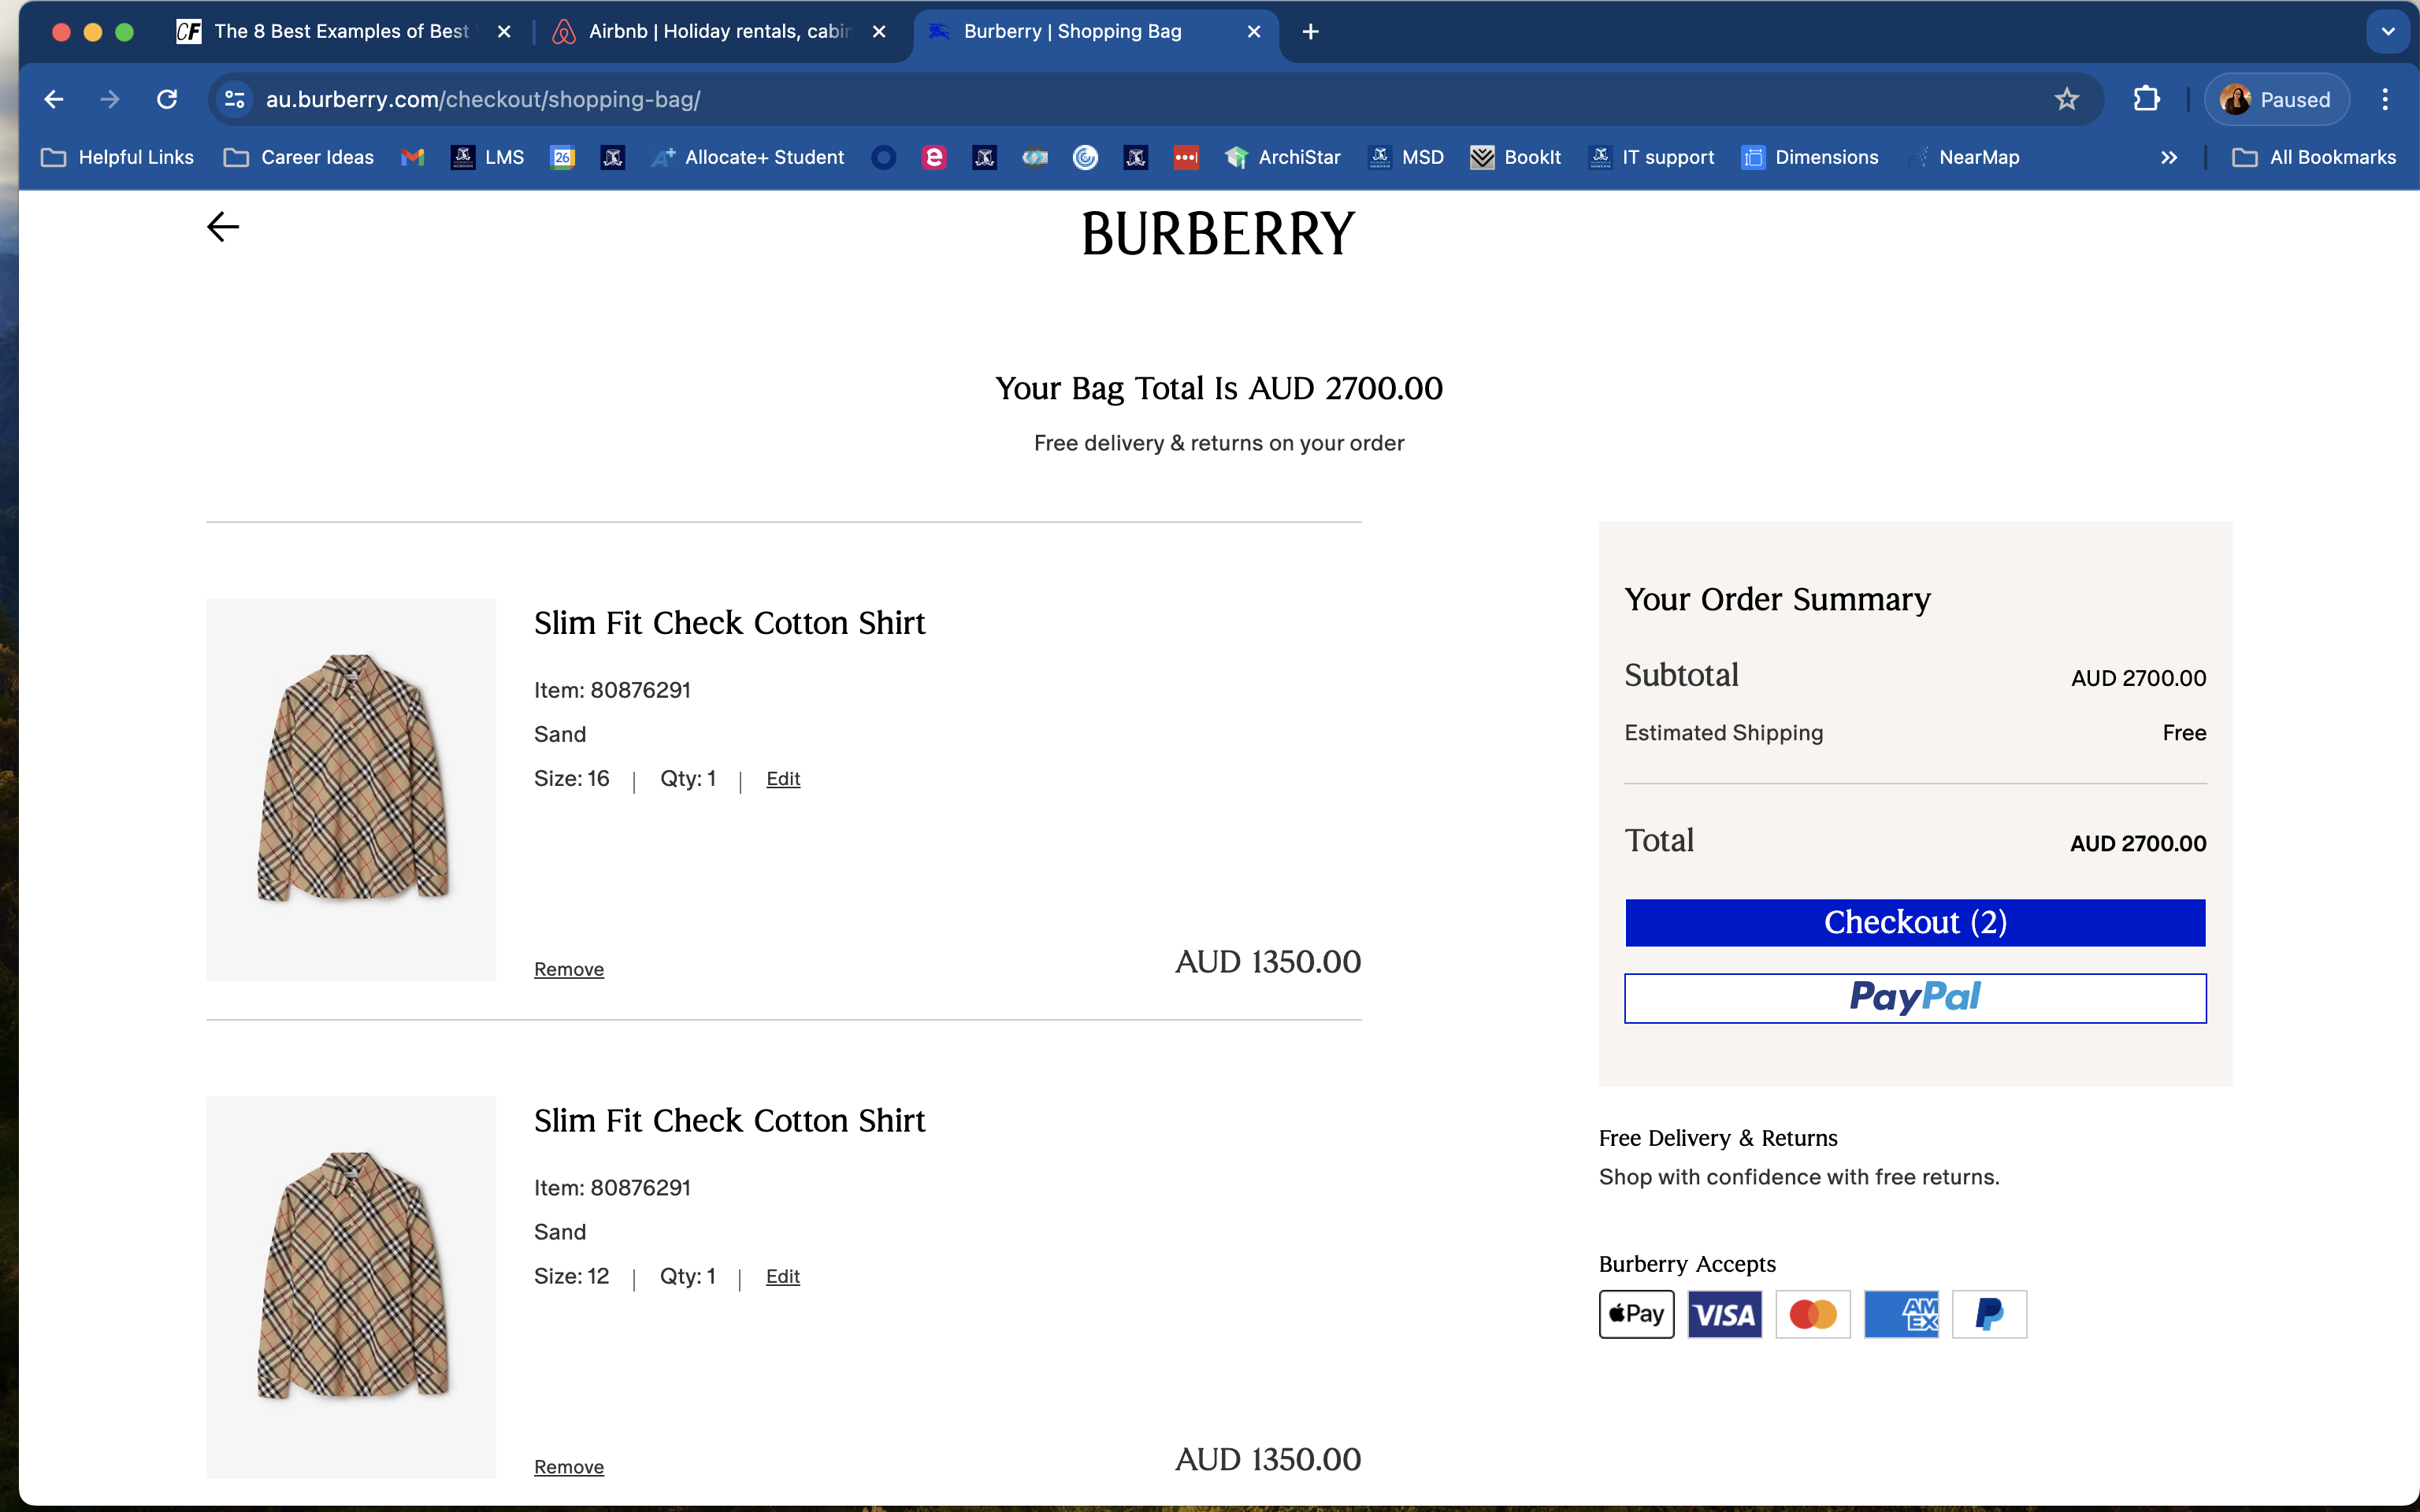 CF The 8 Best Examples of Best
Airbnb | Holiday rentals, cabin
Burberry | Shopping Bag
au.burberry.com/checkout/shopping-bag/
Paused
Helpful Links
Career Ideas
LMS
26
Allocate+ Student
ArchiStar
MSD
BookIt
IT support
Dimensions
NearMap
All Bookmarks
BURBERRY
Your Bag Total Is AUD 2700.00
Free delivery & returns on your order
Slim Fit Check Cotton Shirt
Item: 80876291
Sand
Size: 16 | Qty: 1 | Edit
Remove
AUD 1350.00
Slim Fit Check Cotton Shirt
Item: 80876291
Sand
Size: 12 | Qty: 1 | Edit
Remove
AUD 1350.00
Your Order Summary
Subtotal AUD 2700.00
Estimated Shipping Free
Total AUD 2700.00
Checkout (2)
PayPal
Free Delivery & Returns
Shop with confidence with free returns.
Burberry Accepts
Pay VISA AM EX